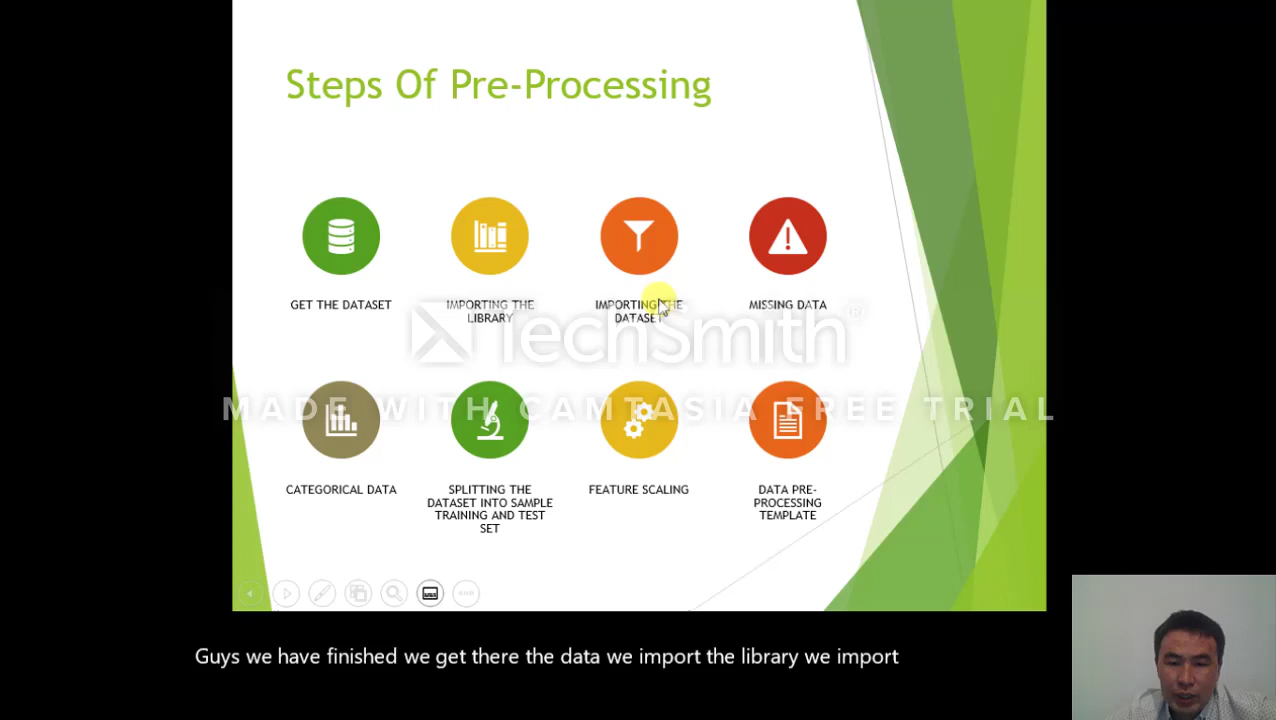 Steps Of Pre-Processing
GET THE DATASET
IMPORTING THE
LIBRARY
IMPORTING THE
DATASET
MISSING DATA
TechSmith®
MADE WITH CAMTASIA FREE TRIAL
CATEGORICAL DATA
SPLITTING THE
DATASET INTO SAMPLE
TRAINING AND TEST
SET
FEATURE SCALING
DATA PRE-
PROCESSING
TEMPLATE
Guys we have finished we get there the data we import the library we import